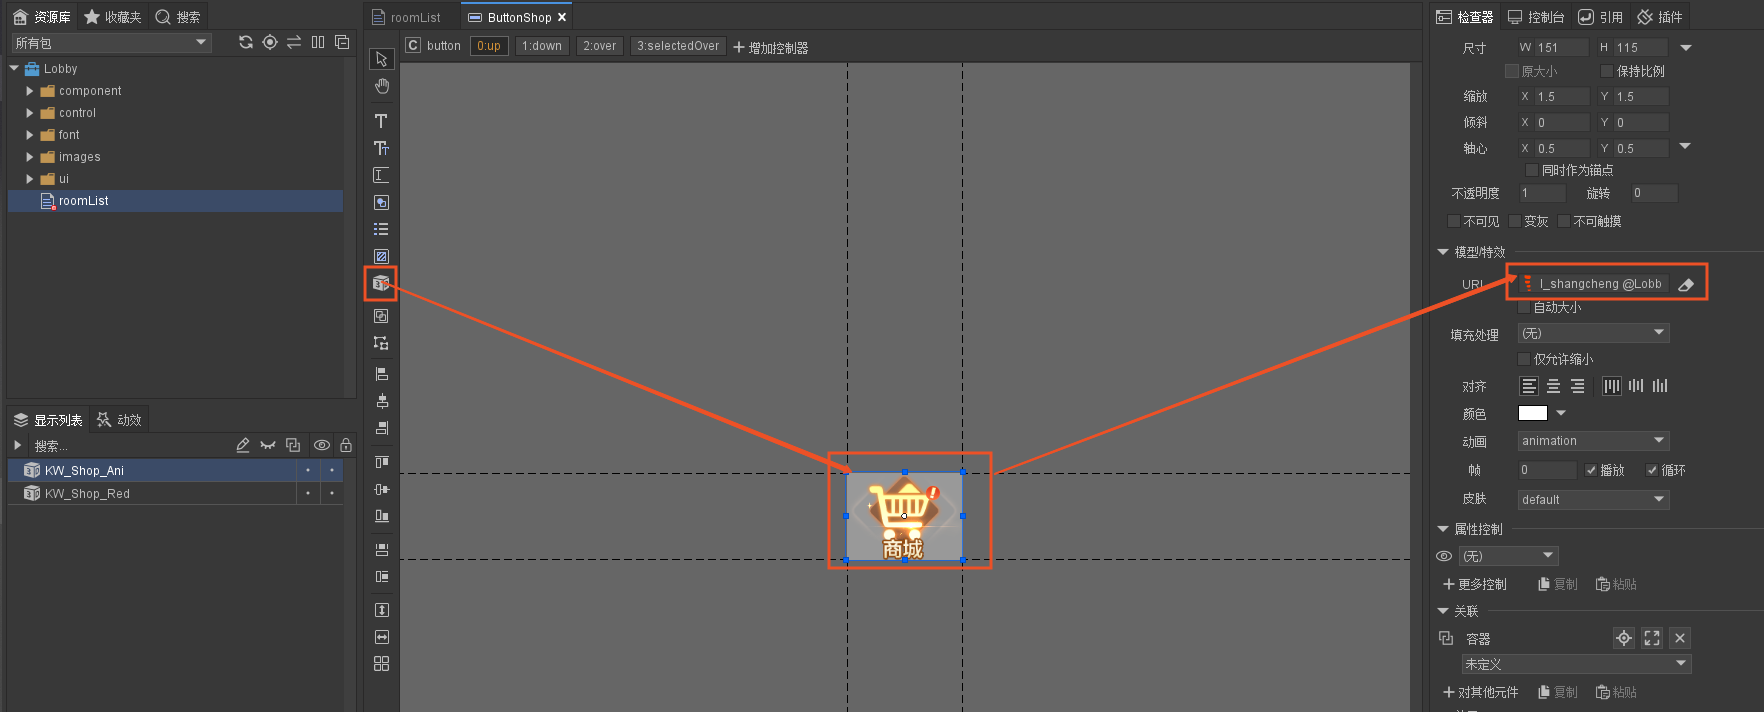 资源库 收藏夹 搜索
所有包
Lobby
component
control
font
images
ui
roomList
显示列表 动效
搜索...
KW_Shop_Ani
KW_Shop_Red
roomList ButtonShop
C button 0:up 1:down 2:over 3:selectedOver 增加控制器
商城
检查器 控制台 引用 插件
尺寸 W 151 H 115
原大小 保持比例
缩放 X 1.5 Y 1.5
倾斜 X 0 Y 0
轴心 X 0.5 Y 0.5
同时作为锚点
不透明度 1 旋转 0
不可见 变灰 不可触摸
模型/特效
URL l_shangcheng @Lobb
自动大小
填充处理 (无)
仅允许缩小
对齐
颜色
动画 animation
帧 0 播放 循环
皮肤 default
属性控制
(无)
更多控制 复制 粘贴
关联
容器
未定义
对其他元件 复制 粘贴